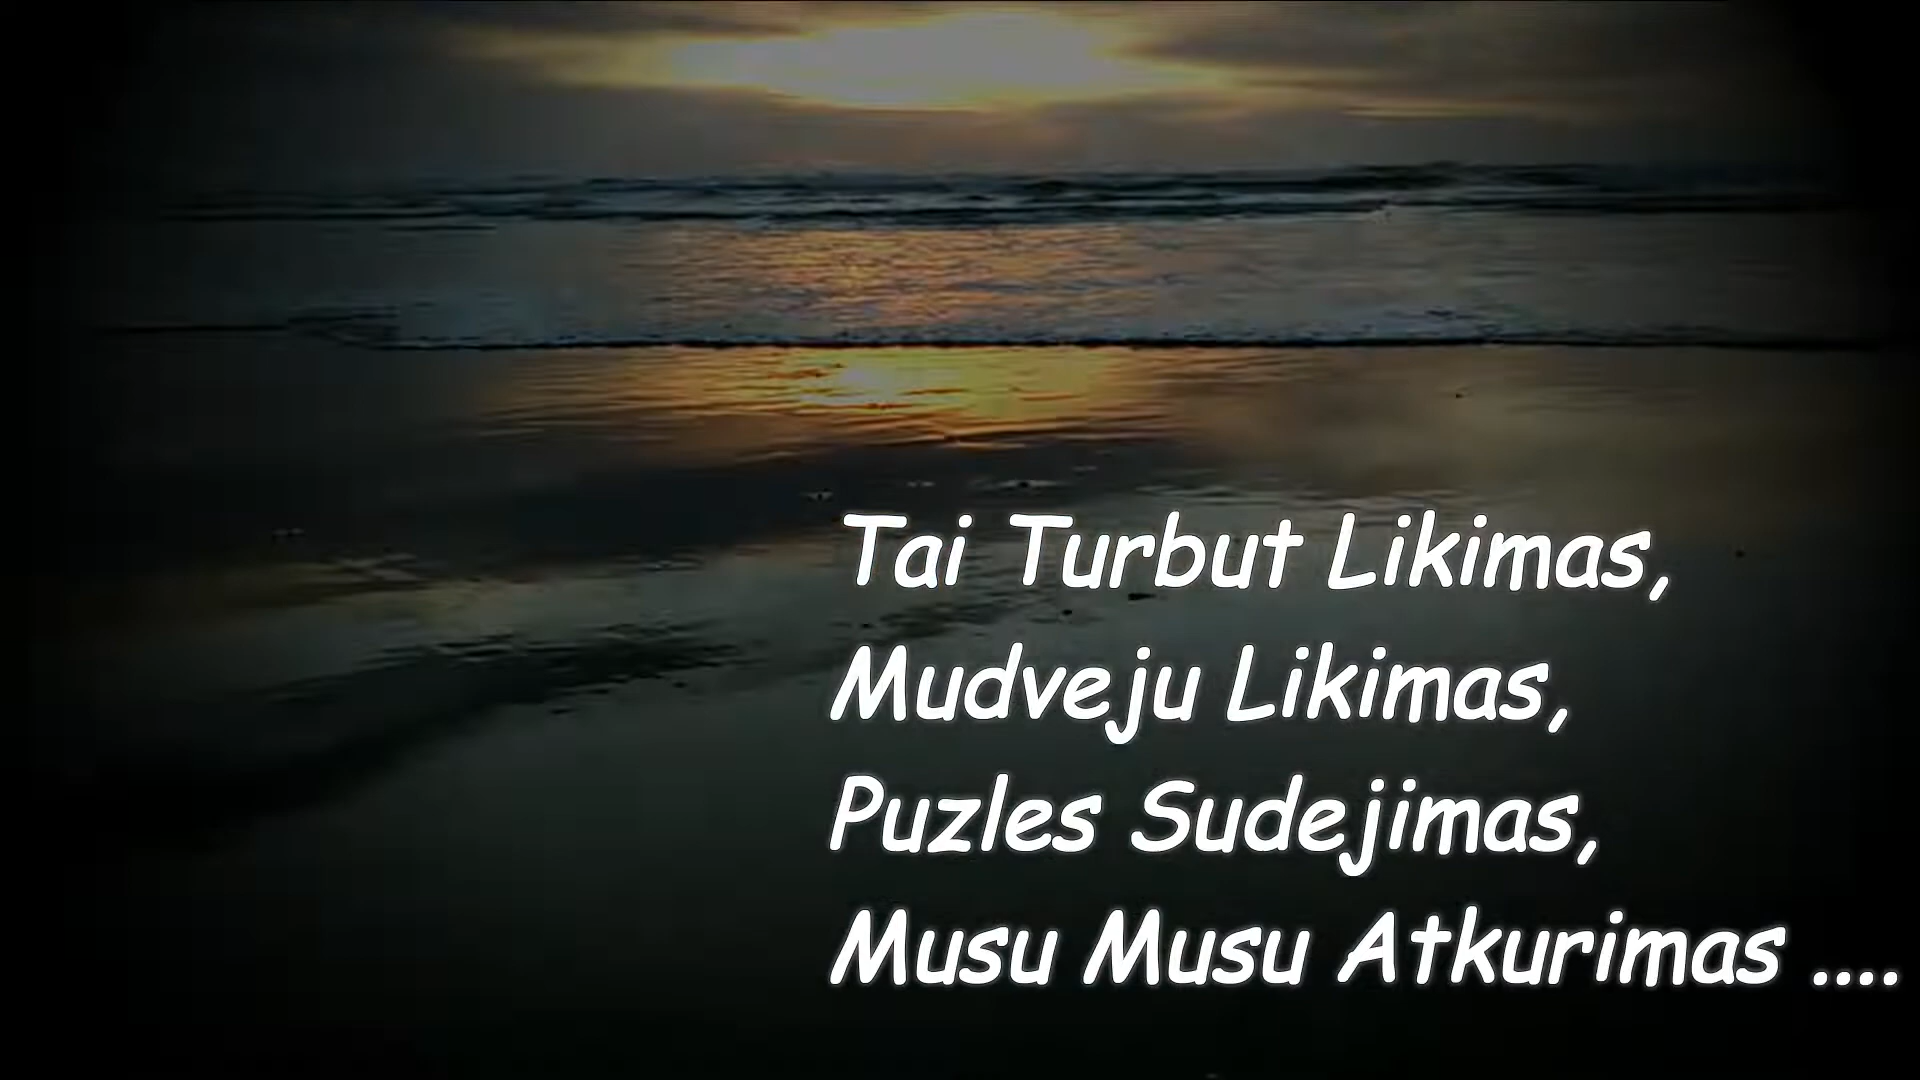 Tai Turbut Likimas,
Mudveju Likimas,
Puzles Sudejimas,
Musu Musu Atkurimas ....